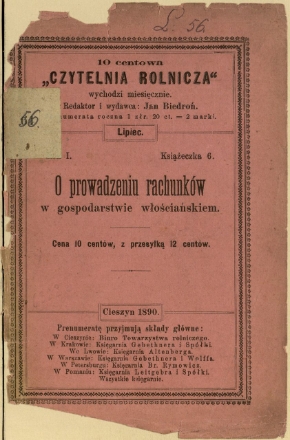 L. 56.
10 centowa
„CZYTELNIA ROLNICZA“
wychodzi miesięcznie.
Redaktor i wydawca: Jan Biedroń.
numerata roczna 1 złr. 20 ct. — 2 marki.
66.
Lipiec.
I. Książeczka 6.
O prowadzeniu rachunków
w gospodarstwie włościańskiem.
Cena 10 centów, z przesyłką 12 centów.
Cieszyn 1890.
Prenumeratę przyjmują składy główne:
W Cieszynie: Biuro Towarzystwa rolniczego.
W Krakowie: Księgarnia Gebethnera i Spółki.
We Lwowie: Księgarnia Altenberga.
W Warszawie: Księgarnia Gebethnera i Wolffa.
W Petersburgu: Księgarnia Br. Rymowicz.
W Poznaniu: Księgarnia Leitgebra i Spółki.
Wszystkie księgarnie.